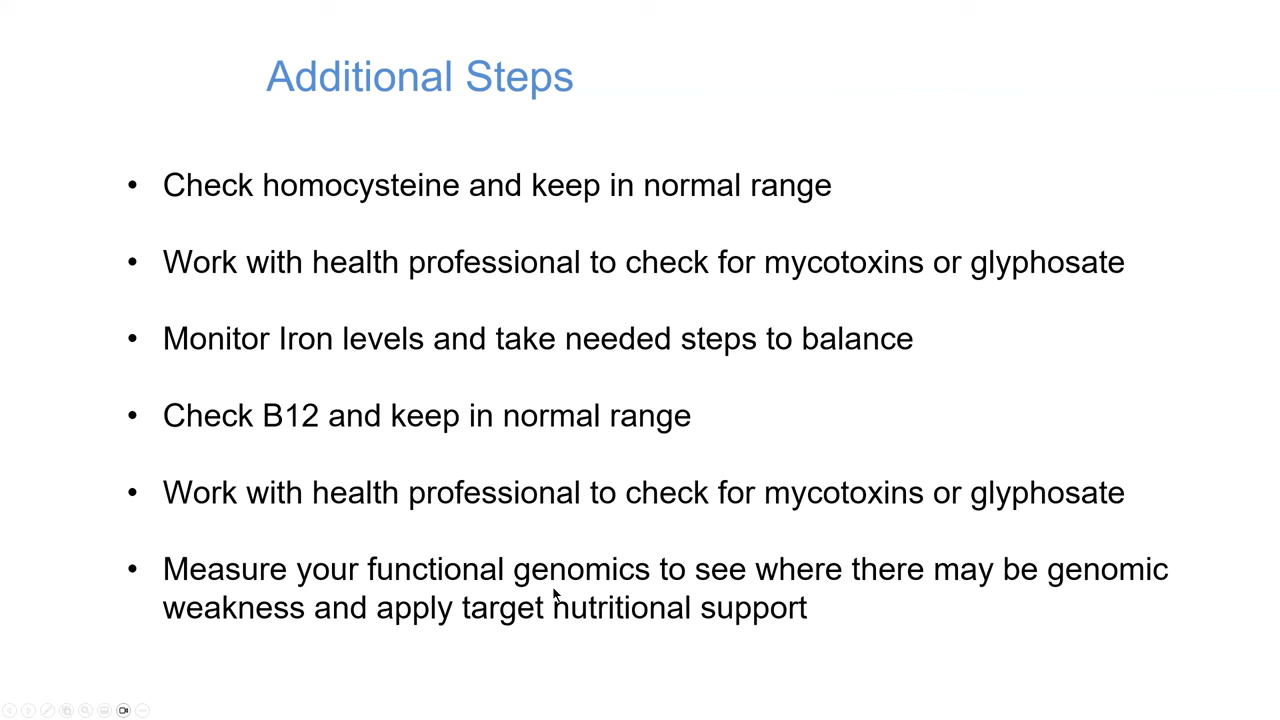 Additional Steps
• Check homocysteine and keep in normal range
• Work with health professional to check for mycotoxins or glyphosate
• Monitor Iron levels and take needed steps to balance
• Check B12 and keep in normal range
• Work with health professional to check for mycotoxins or glyphosate
• Measure your functional genomics to see where there may be genomic
weakness and apply target nutritional support